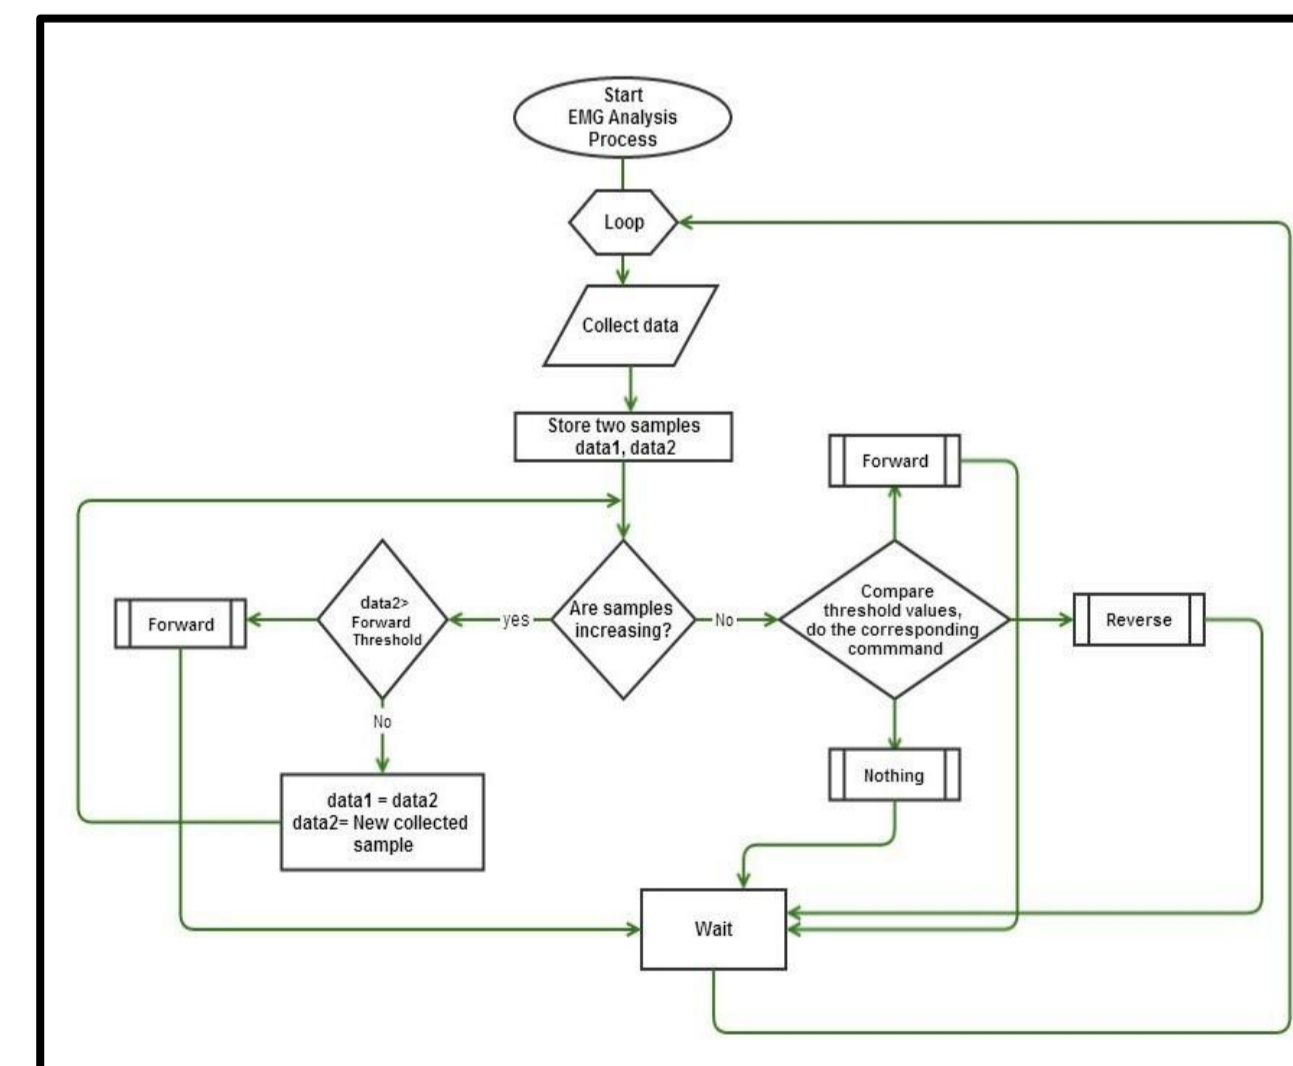 Start
EMG Analysis
Process
Loop
Collect data
Store two samples
data1, data2
Forward
data2>
Forward
Threshold
Forward
yes
Are samples
increasing?
No
Compare
threshold values,
do the corresponding
commmand
Reverse
No
Nothing
data1 = data2
data2= New collected
sample
Wait